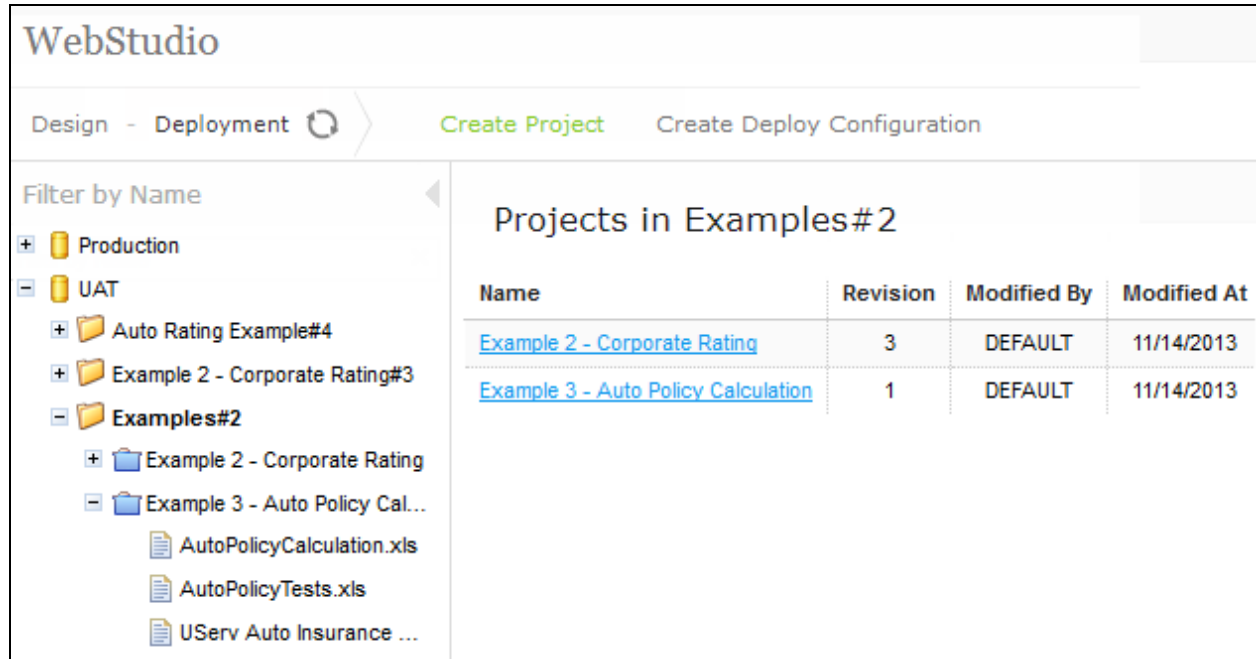 WebStudio
Design - Deployment
Create Project
Create Deploy Configuration
Filter by Name
Production
UAT
Auto Rating Example#4
Example 2 - Corporate Rating#3
Examples#2
Example 2 - Corporate Rating
Example 3 - Auto Policy Cal...
AutoPolicyCalculation.xls
AutoPolicyTests.xls
UServ Auto Insurance ...
Projects in Examples#2
Name Revision Modified By Modified At
Example 2 - Corporate Rating 3 DEFAULT 11/14/2013
Example 3 - Auto Policy Calculation 1 DEFAULT 11/14/2013